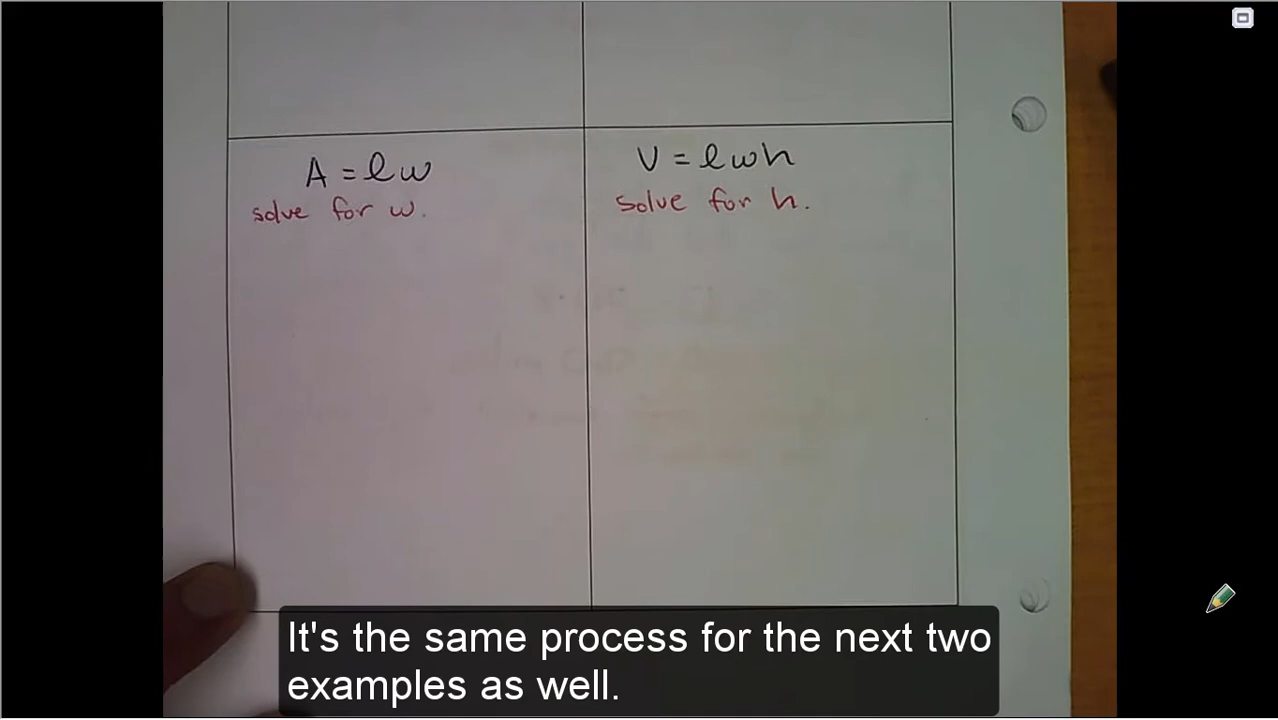 A = lw
solve for w.
V = lwh
solve for h.
It's the same process for the next two
examples as well.